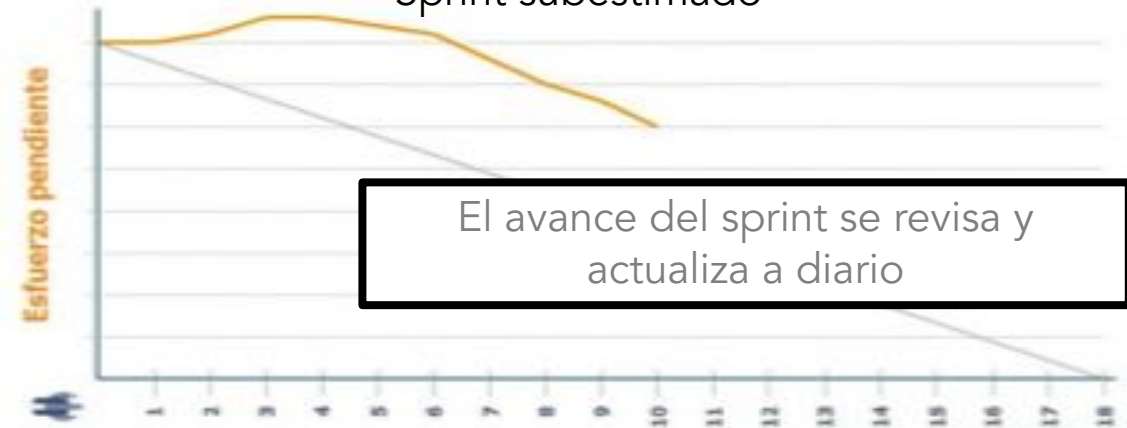 Sprint subestimado
Esfuerzo pendiente
El avance del sprint se revisa y
actualiza a diario
1 2 3 4 5 6 7 8 9 10 11 12 13 14 15 16 17 18